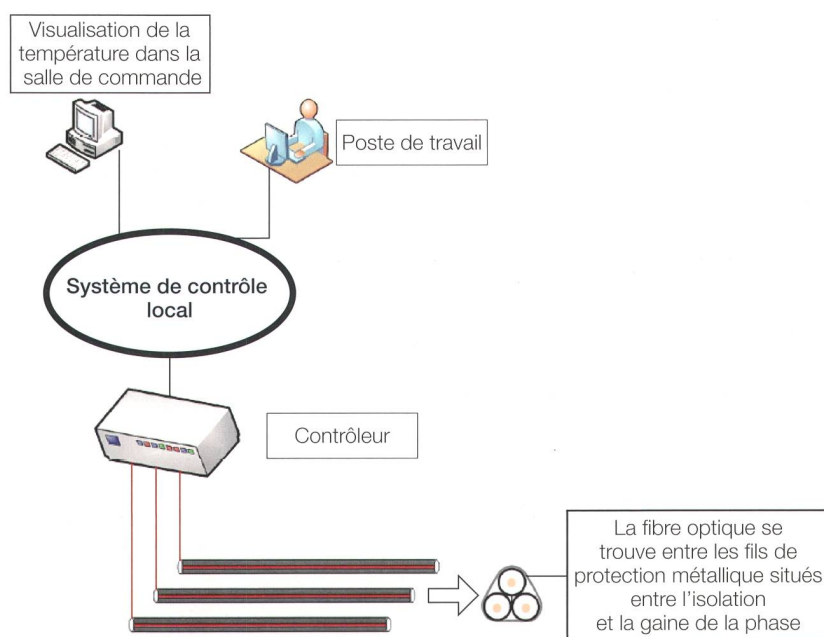 Visualisation de la
température dans la
salle de commande
Poste de travail
Système de contrôle
local
Contrôleur
La fibre optique se
trouve entre les fils de
protection métallique situés
entre l'isolation
et la gaine de la phase